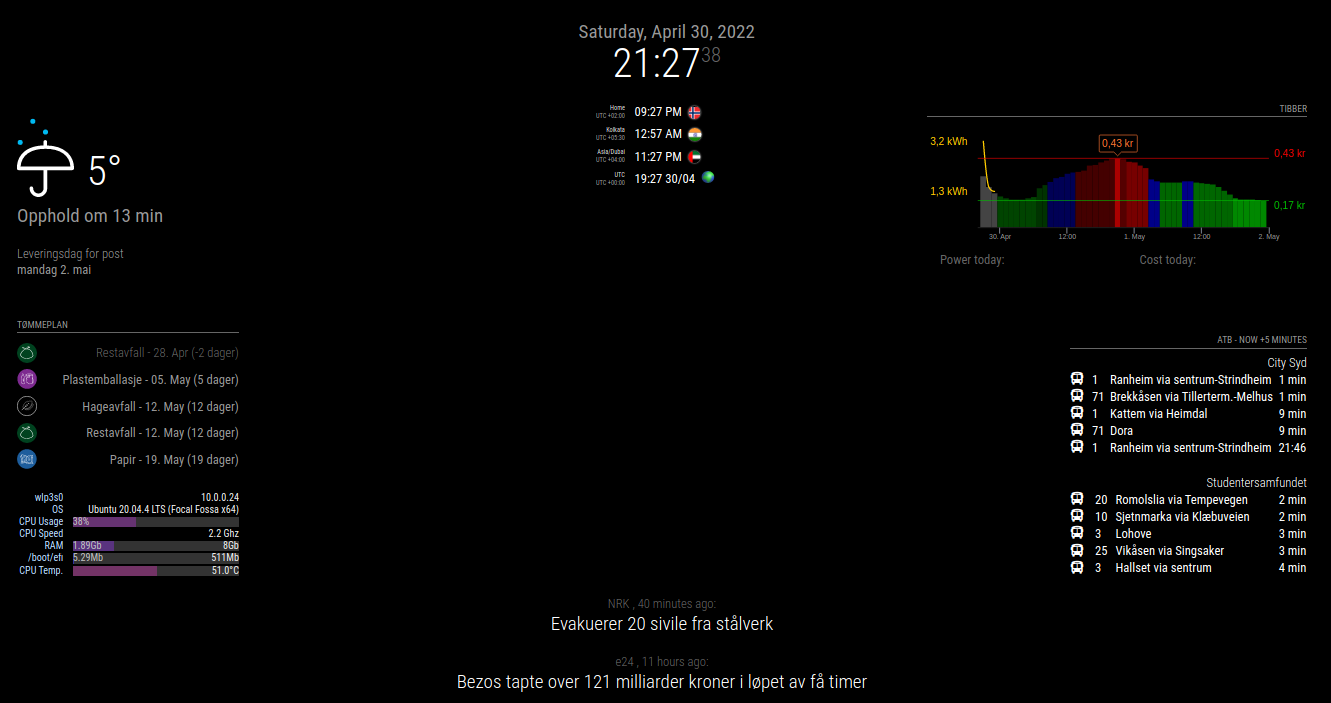 Saturday, April 30, 2022
21:27 38
Home
UTC +02:00
09:27 PM
Kolkata
UTC +05:30
12:57 AM
Asia/Dubai
UTC +04:00
11:27 PM
UTC
UTC +00:00
19:27 30/04
5°
Opphold om 13 min
Leveringsdag for post
mandag 2. mai
TØMMEPLAN
Restavfall - 28. Apr (-2 dager)
Plastemballasje - 05. May (5 dager)
Hageavfall - 12. May (12 dager)
Restavfall - 12. May (12 dager)
Papir - 19. May (19 dager)
wlp3s0 10.0.0.24
OS Ubuntu 20.04.4 LTS (Focal Fossa x64)
CPU Usage 38%
CPU Speed 2.2 Ghz
RAM 1.89Gb 8Gb
/boot/efi 5.29Mb 511Mb
CPU Temp. 51.0°C
TIBBER
3,2 kWh
0,43 kr
0,43 kr
1,3 kWh
0,17 kr
30. Apr 12:00 1. May 12:00 2. May
Power today: Cost today:
ATB - NOW +5 MINUTES
City Syd
1 Ranheim via sentrum-Strindheim 1 min
71 Brekkåsen via Tillerterm.-Melhus 1 min
1 Kattem via Heimdal 9 min
71 Dora 9 min
1 Ranheim via sentrum-Strindheim 21:46
Studentersamfundet
20 Romolslia via Tempevegen 2 min
10 Sjetnmarka via Klæbuveien 2 min
3 Lohove 3 min
25 Vikåsen via Singsaker 3 min
3 Hallset via sentrum 4 min
NRK , 40 minutes ago:
Evakuerer 20 sivile fra stålverk
e24 , 11 hours ago:
Bezos tapte over 121 milliarder kroner i løpet av få timer